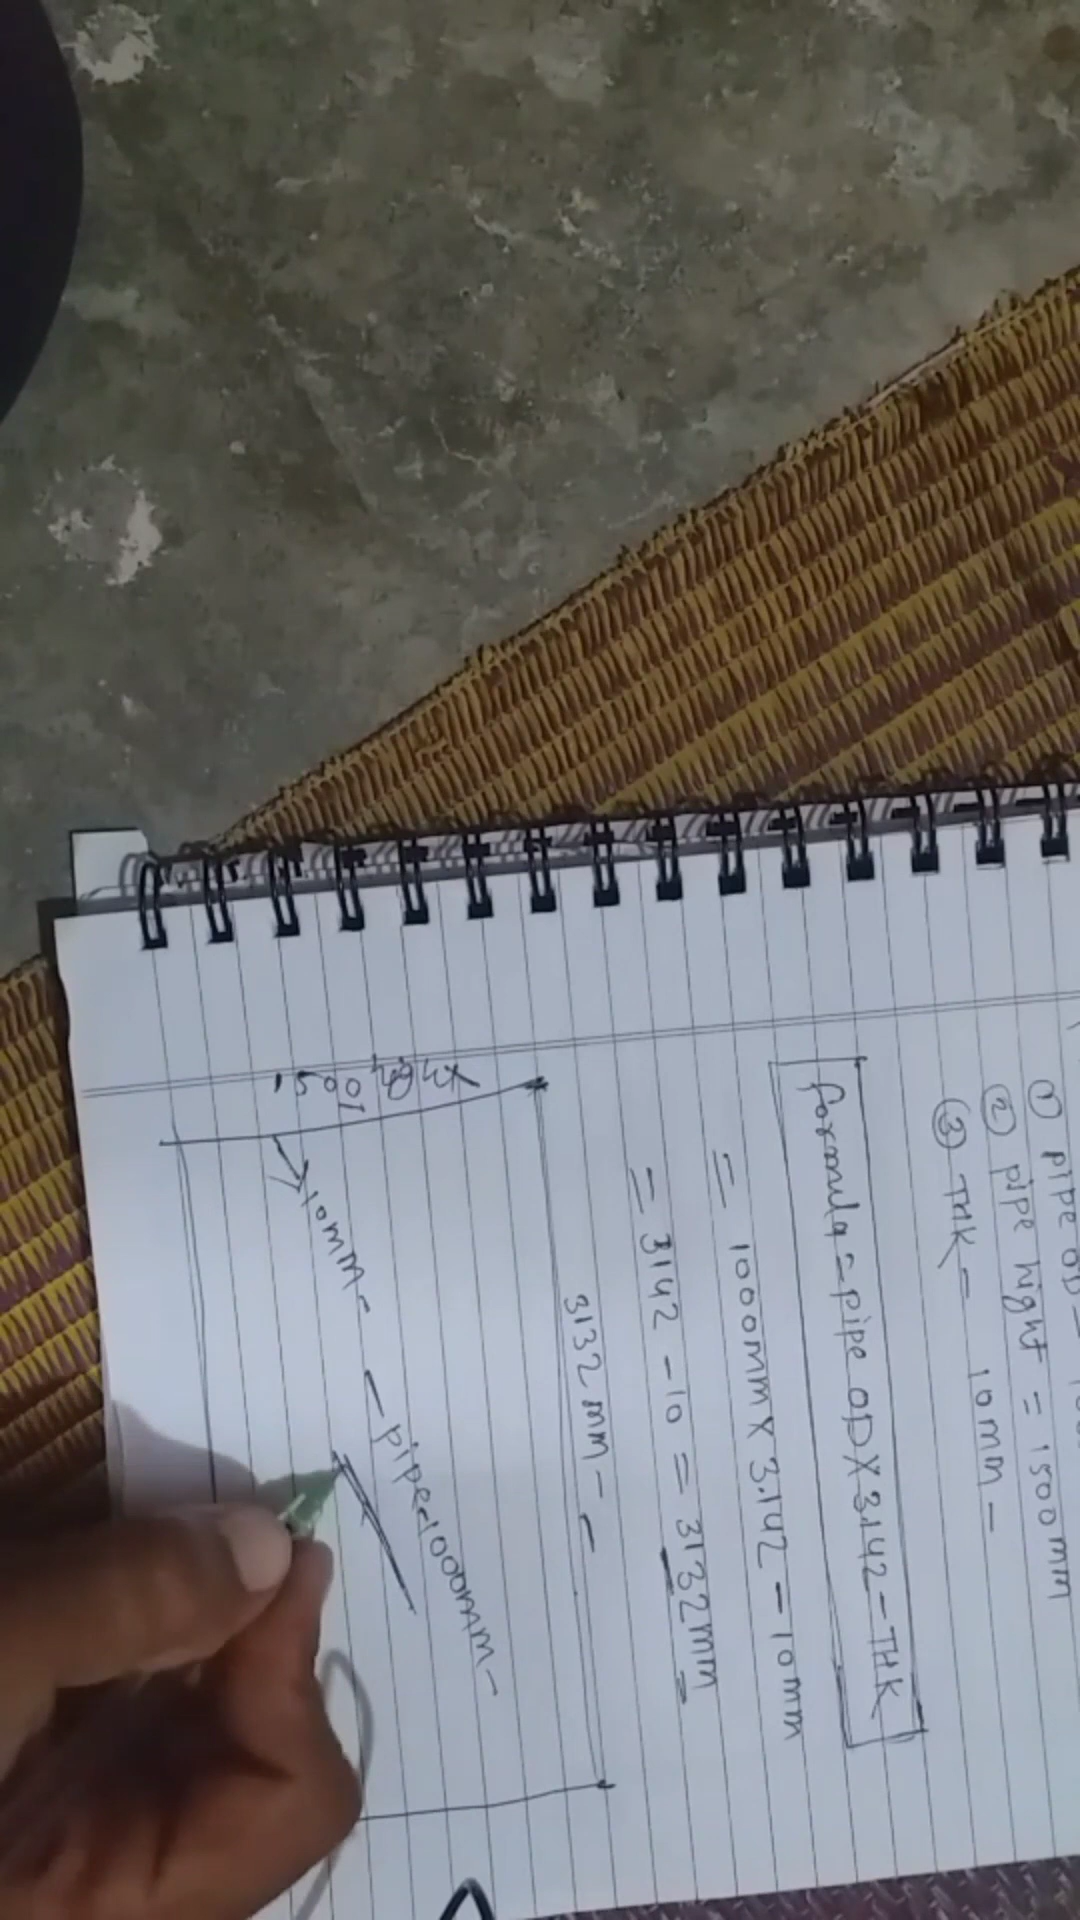 ① pipe OD = 10
② pipe hight = 1500mm
③ THK - 10mm -
formula = pipe OD X 3.142 - THK
= 1000mm X 3.142 - 10mm
= 3142 - 10 = 3132mm
3132 mm -
- pipe-1000mm -
10mm -